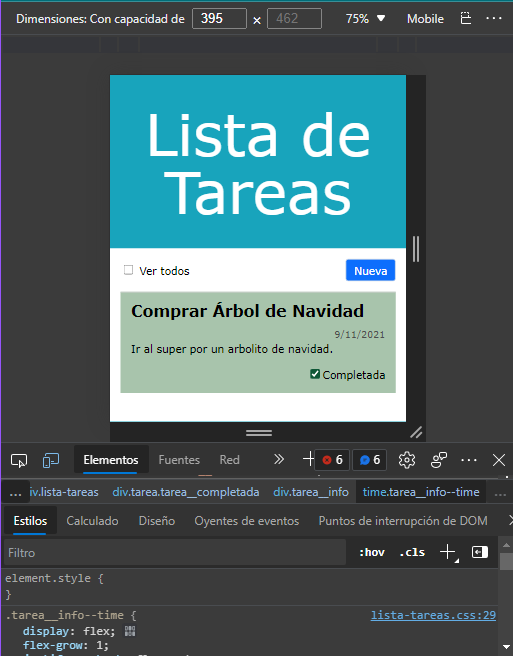 Dimensiones: Con capacidad de 395 × 462 75% Mobile
Lista de
Tareas
Ver todos Nueva
Comprar Árbol de Navidad
9/11/2021
Ir al super por un arbolito de navidad.
Completada
Elementos Fuentes Red 6 6
... iv.lista-tareas div.tarea.tarea__completada div.tarea__info time.tarea__info--time ...
Estilos Calculado Diseño Oyentes de eventos Puntos de interrupción de DOM
Filtro :hov .cls
element.style {
}
.tarea__info--time { lista-tareas.css:29
display: flex;
flex-grow: 1;